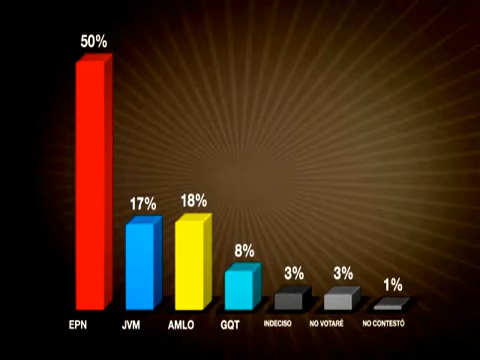 50%
17%
18%
8%
3%
3%
1%
EPN
JVM
AMLO
GQT
INDECISO
NO VOTARÉ
NO CONTESTÓ